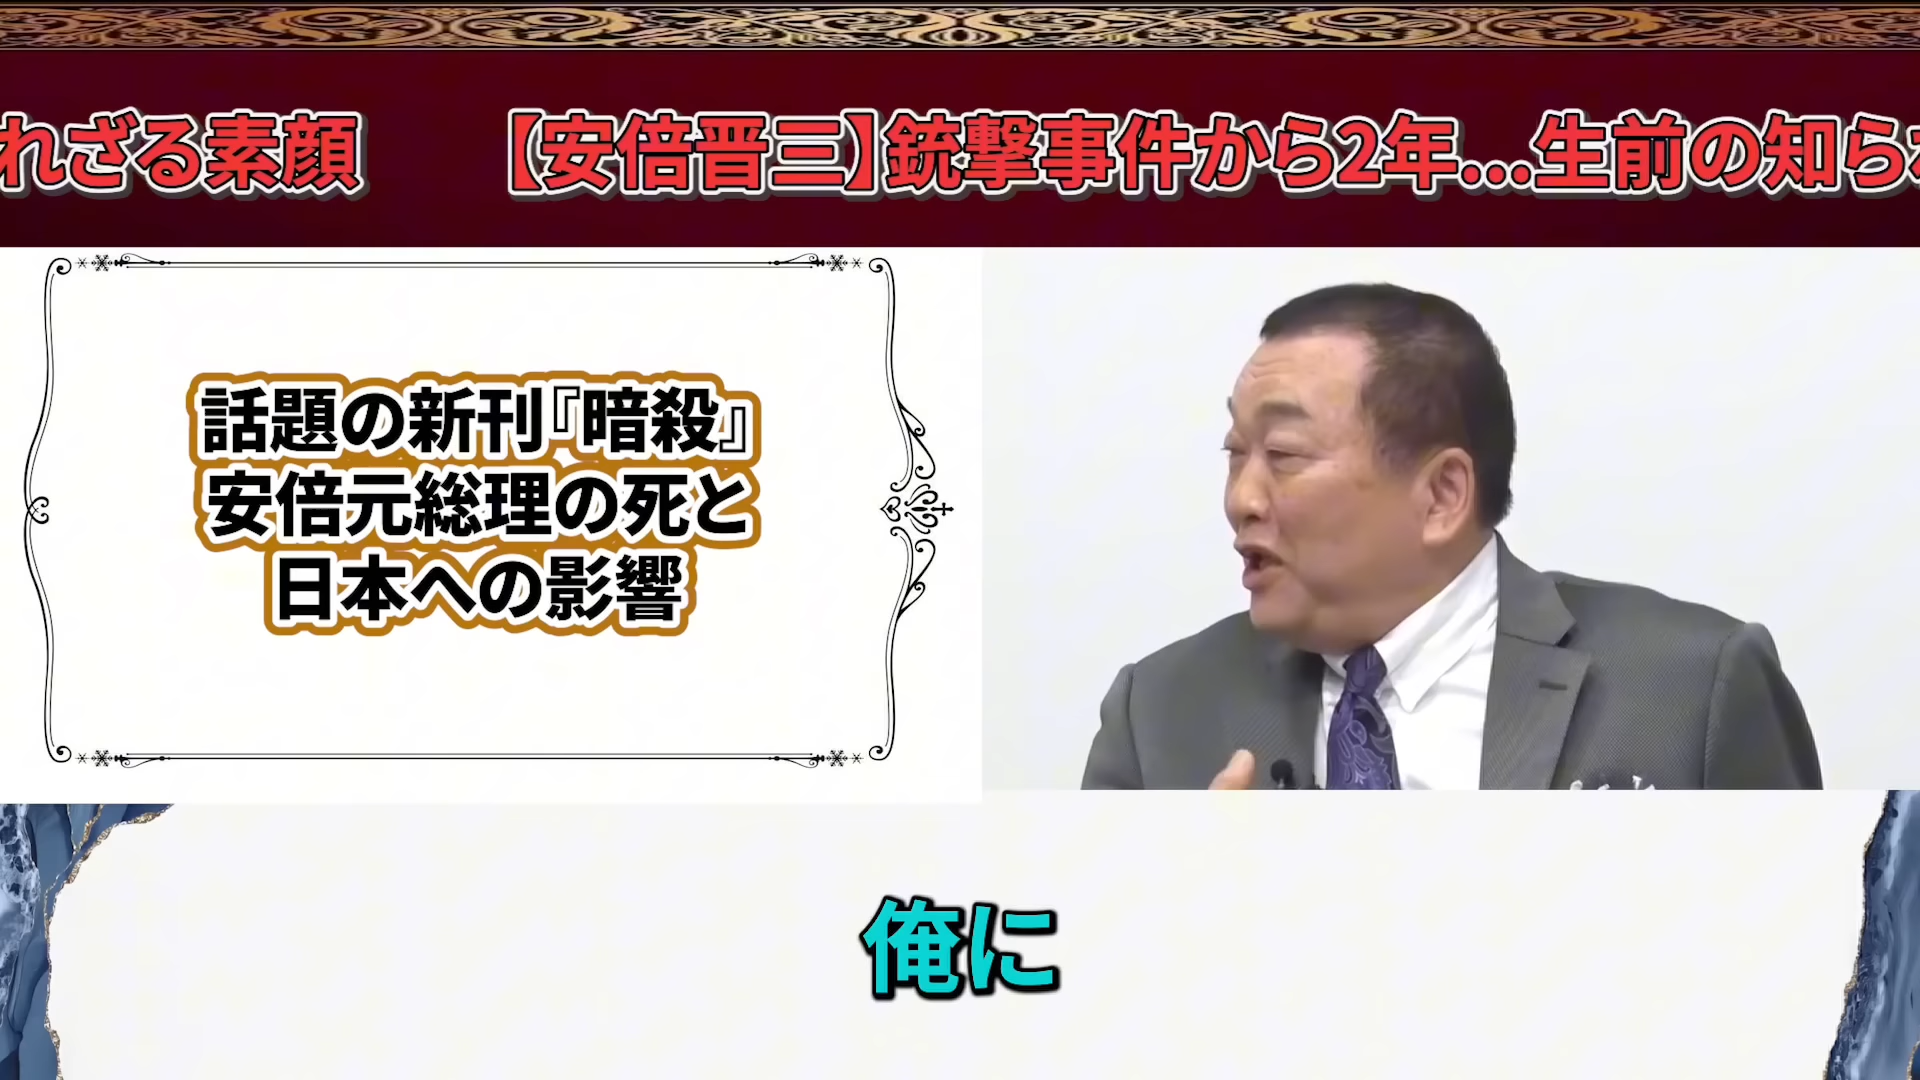 れざる素顔 【安倍晋三】銃撃事件から2年...生前の知ら
話題の新刊『暗殺』
安倍元総理の死と
日本への影響
俺に